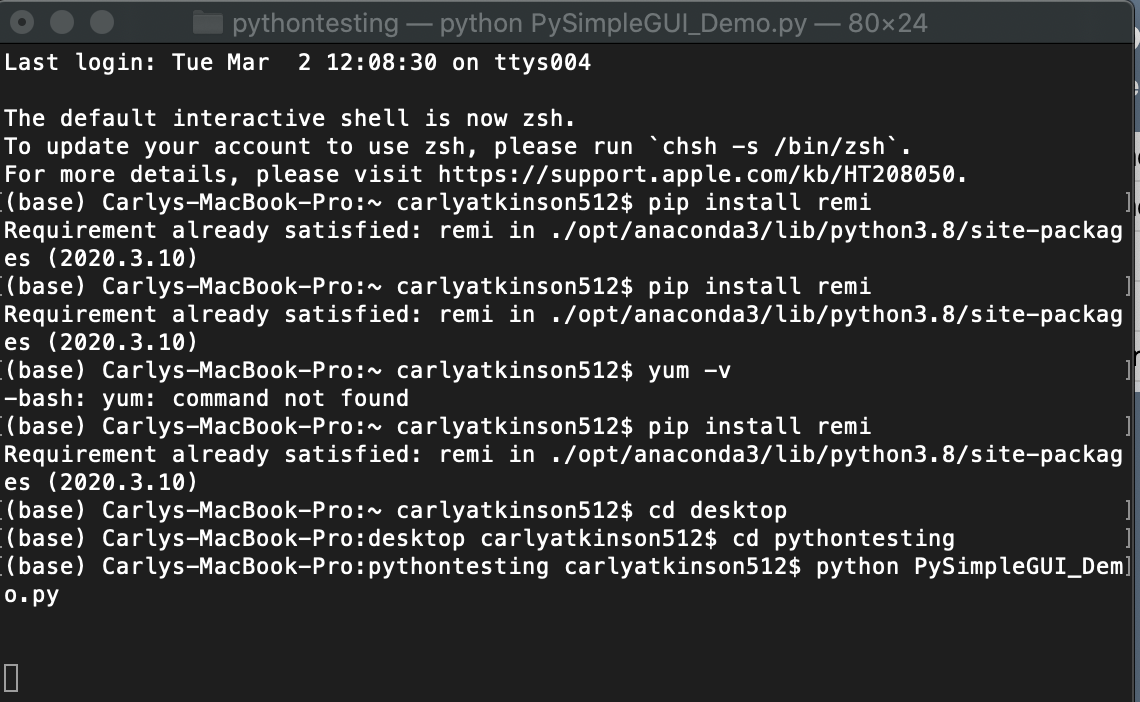 pythontesting — python PySimpleGUI_Demo.py — 80×24
Last login: Tue Mar  2 12:08:30 on ttys004
The default interactive shell is now zsh.
To update your account to use zsh, please run `chsh -s /bin/zsh`.
For more details, please visit https://support.apple.com/kb/HT208050.
[(base) Carlys-MacBook-Pro:~ carlyatkinson512$ pip install remi ]
Requirement already satisfied: remi in ./opt/anaconda3/lib/python3.8/site-packag
es (2020.3.10)
[(base) Carlys-MacBook-Pro:~ carlyatkinson512$ pip install remi ]
Requirement already satisfied: remi in ./opt/anaconda3/lib/python3.8/site-packag
es (2020.3.10)
[(base) Carlys-MacBook-Pro:~ carlyatkinson512$ yum -v ]
-bash: yum: command not found
[(base) Carlys-MacBook-Pro:~ carlyatkinson512$ pip install remi ]
Requirement already satisfied: remi in ./opt/anaconda3/lib/python3.8/site-packag
es (2020.3.10)
[(base) Carlys-MacBook-Pro:~ carlyatkinson512$ cd desktop ]
[(base) Carlys-MacBook-Pro:desktop carlyatkinson512$ cd pythontesting ]
[(base) Carlys-MacBook-Pro:pythontesting carlyatkinson512$ python PySimpleGUI_Dem]
o.py